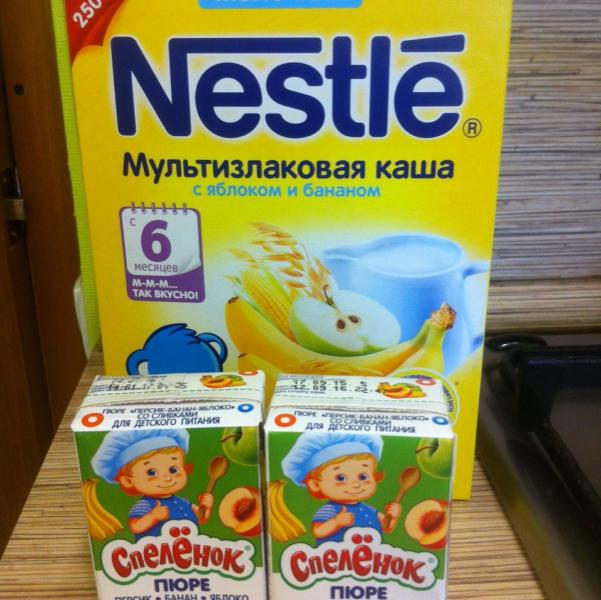 250
Nestlé®
Мультизлаковая каша
с яблоком и бананом
с
6
месяцев
М-М-М...
ТАК ВКУСНО!
ПЮРЕ «ПЕРСИК-БАНАН-ЯБЛОКО»
СО СЛИВКАМИ
ДЛЯ ДЕТСКОГО ПИТАНИЯ
Спелёнок
ПЮРЕ
ПЕРСИК • БАНАН • ЯБЛОКО
ПЮРЕ «ПЕРСИК-БАНАН-ЯБЛОКО»
СО СЛИВКАМИ
ДЛЯ ДЕТСКОГО ПИТАНИЯ
Спелёнок
ПЮРЕ